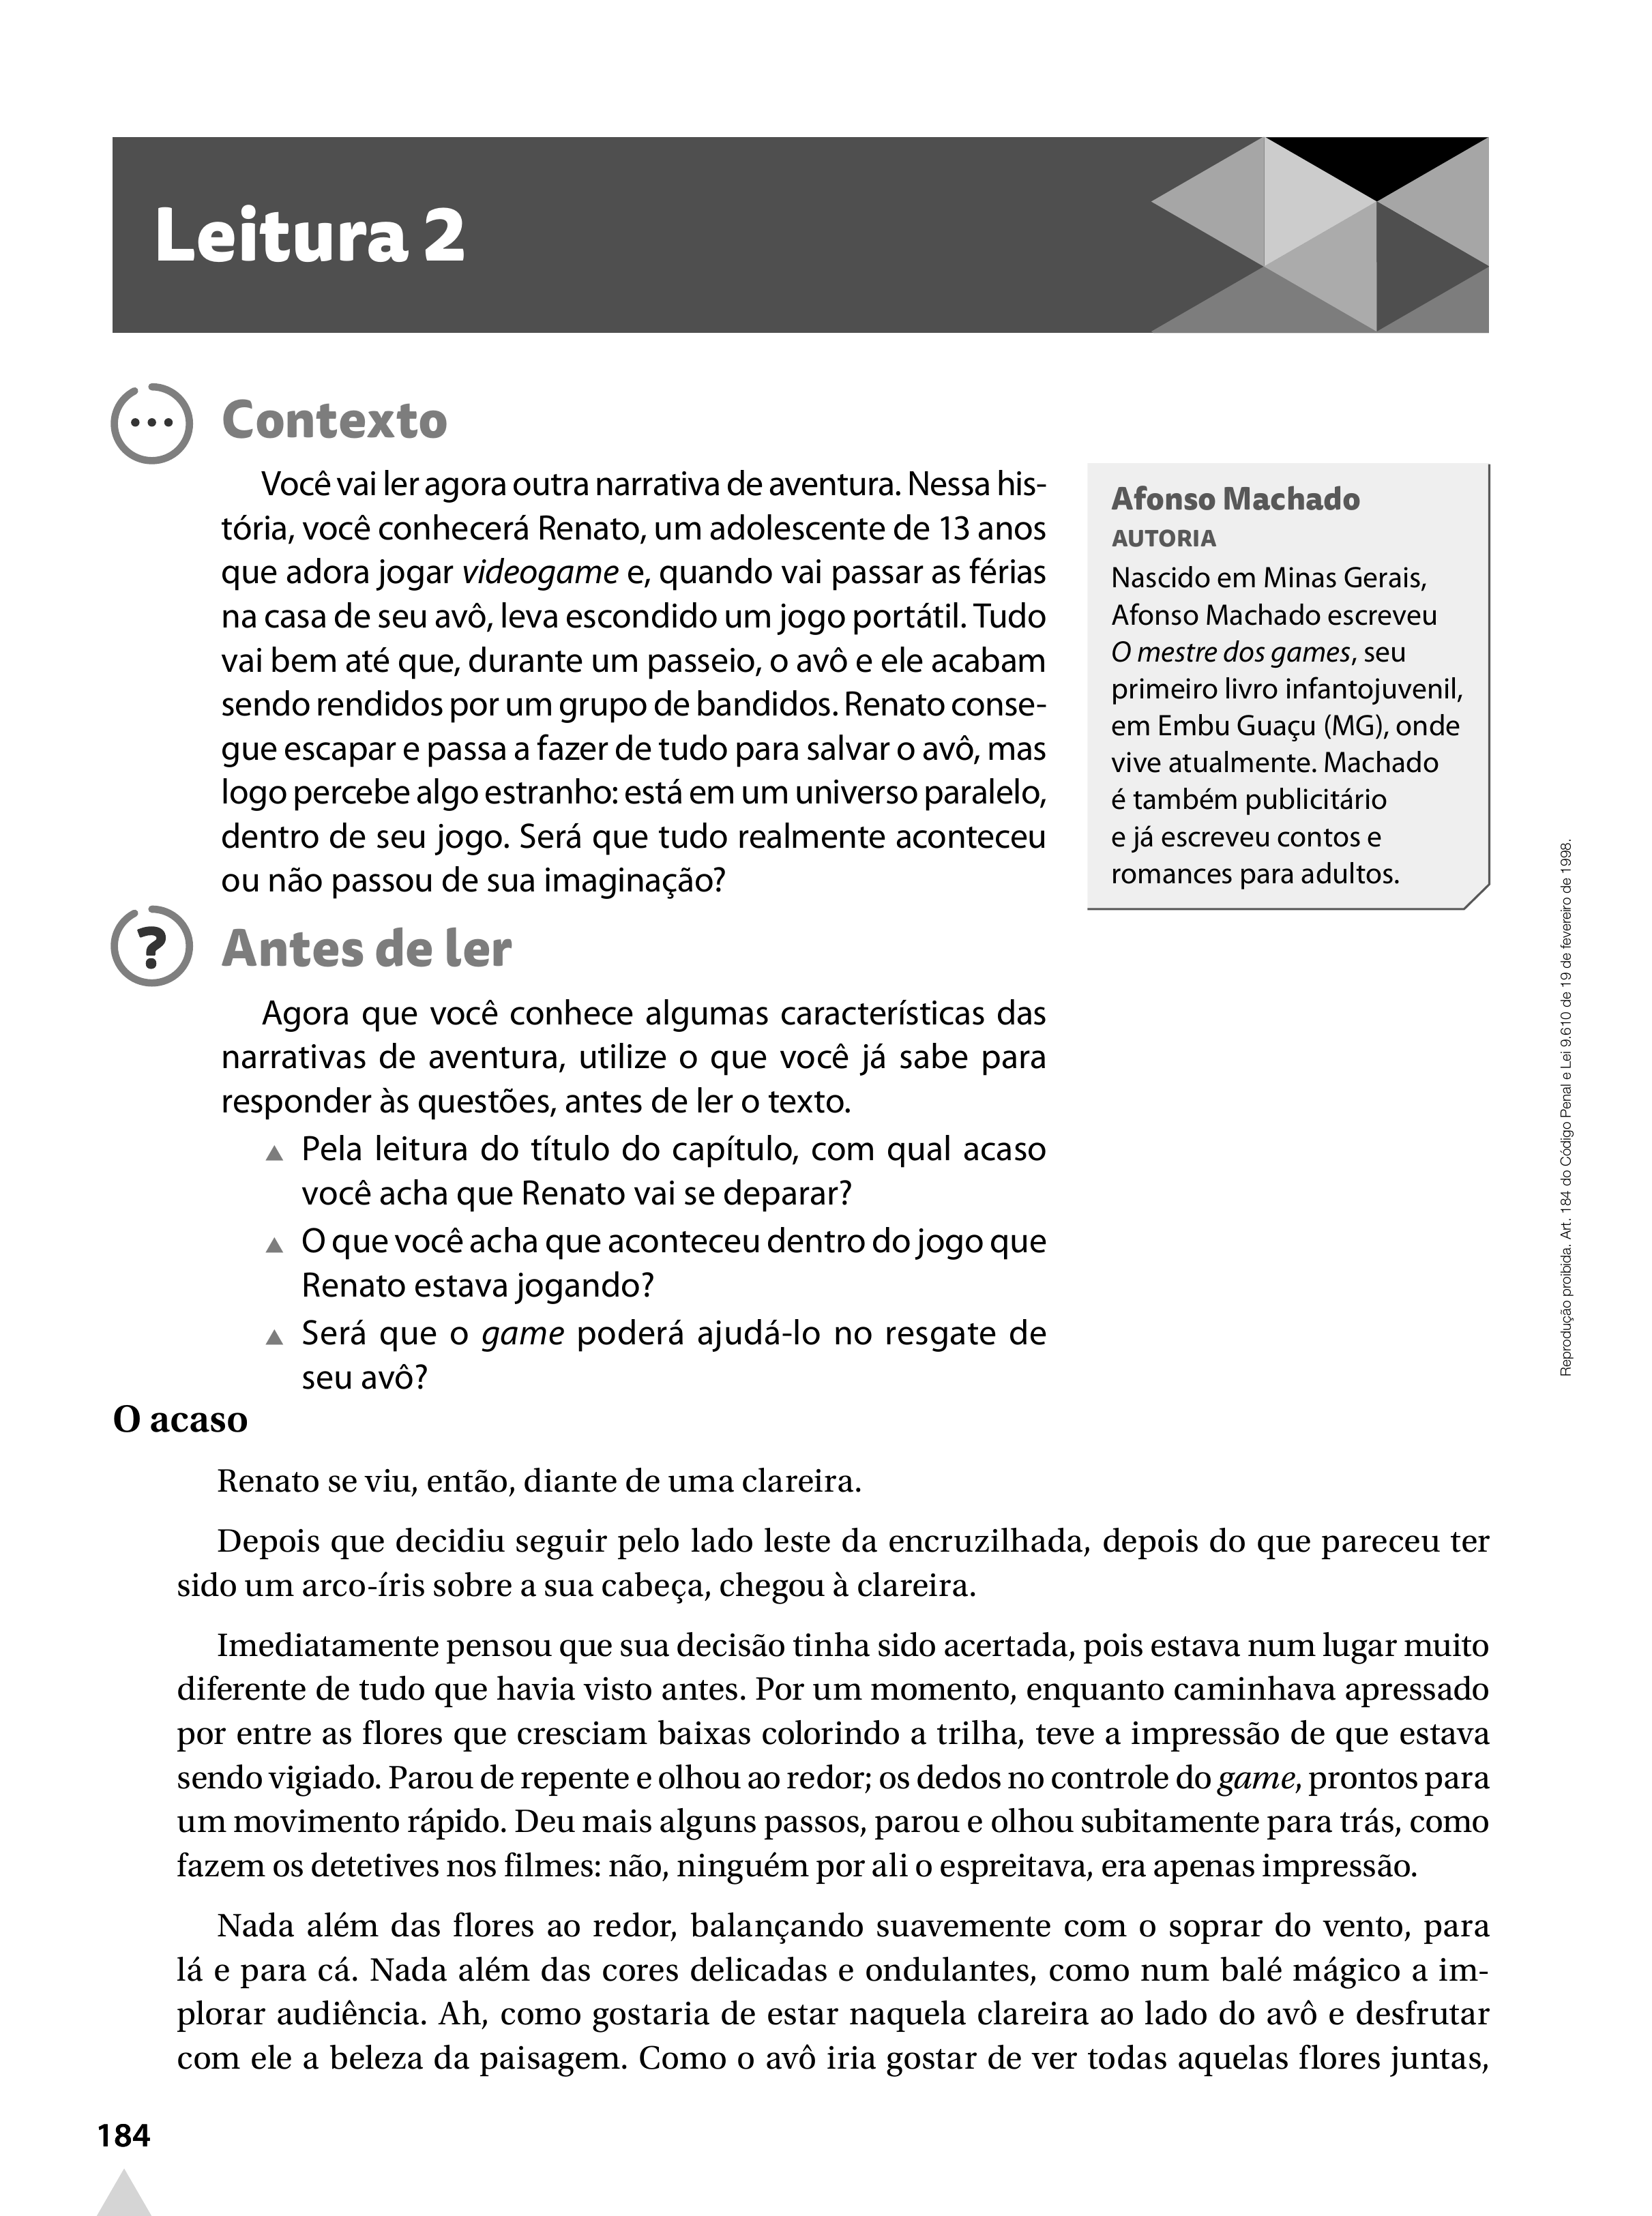 Leitura 2
Contexto
Você vai ler agora outra narrativa de aventura. Nessa his-
tória, você conhecerá Renato, um adolescente de 13 anos
que adora jogar videogame e, quando vai passar as férias
na casa de seu avô, leva escondido um jogo portátil. Tudo
vai bem até que, durante um passeio, o avô e ele acabam
sendo rendidos por um grupo de bandidos. Renato conse-
gue escapar e passa a fazer de tudo para salvar o avô, mas
logo percebe algo estranho: está em um universo paralelo,
dentro de seu jogo. Será que tudo realmente aconteceu
ou não passou de sua imaginação?
Afonso Machado
AUTORIA
Nascido em Minas Gerais,
Afonso Machado escreveu
O mestre dos games, seu
primeiro livro infantojuvenil,
em Embu Guaçu (MG), onde
vive atualmente. Machado
é também publicitário
e já escreveu contos e
romances para adultos.
?
Antes de ler
Agora que você conhece algumas características das
narrativas de aventura, utilize o que você já sabe para
responder às questões, antes de ler o texto.
▲ Pela leitura do título do capítulo, com qual acaso
você acha que Renato vai se deparar?
▲ O que você acha que aconteceu dentro do jogo que
Renato estava jogando?
▲ Será que o game poderá ajudá-lo no resgate de
seu avô?
O acaso
Renato se viu, então, diante de uma clareira.
Depois que decidiu seguir pelo lado leste da encruzilhada, depois do que pareceu ter
sido um arco-íris sobre a sua cabeça, chegou à clareira.
Imediatamente pensou que sua decisão tinha sido acertada, pois estava num lugar muito
diferente de tudo que havia visto antes. Por um momento, enquanto caminhava apressado
por entre as flores que cresciam baixas colorindo a trilha, teve a impressão de que estava
sendo vigiado. Parou de repente e olhou ao redor; os dedos no controle do game, prontos para
um movimento rápido. Deu mais alguns passos, parou e olhou subitamente para trás, como
fazem os detetives nos filmes: não, ninguém por ali o espreitava, era apenas impressão.
Nada além das flores ao redor, balançando suavemente com o soprar do vento, para
lá e para cá. Nada além das cores delicadas e ondulantes, como num balé mágico a im-
plorar audiência. Ah, como gostaria de estar naquela clareira ao lado do avô e desfrutar
com ele a beleza da paisagem. Como o avô iria gostar de ver todas aquelas flores juntas,
184
Reprodução proibida. Art. 184 do Código Penal e Lei 9.610 de 19 de fevereiro de 1998.